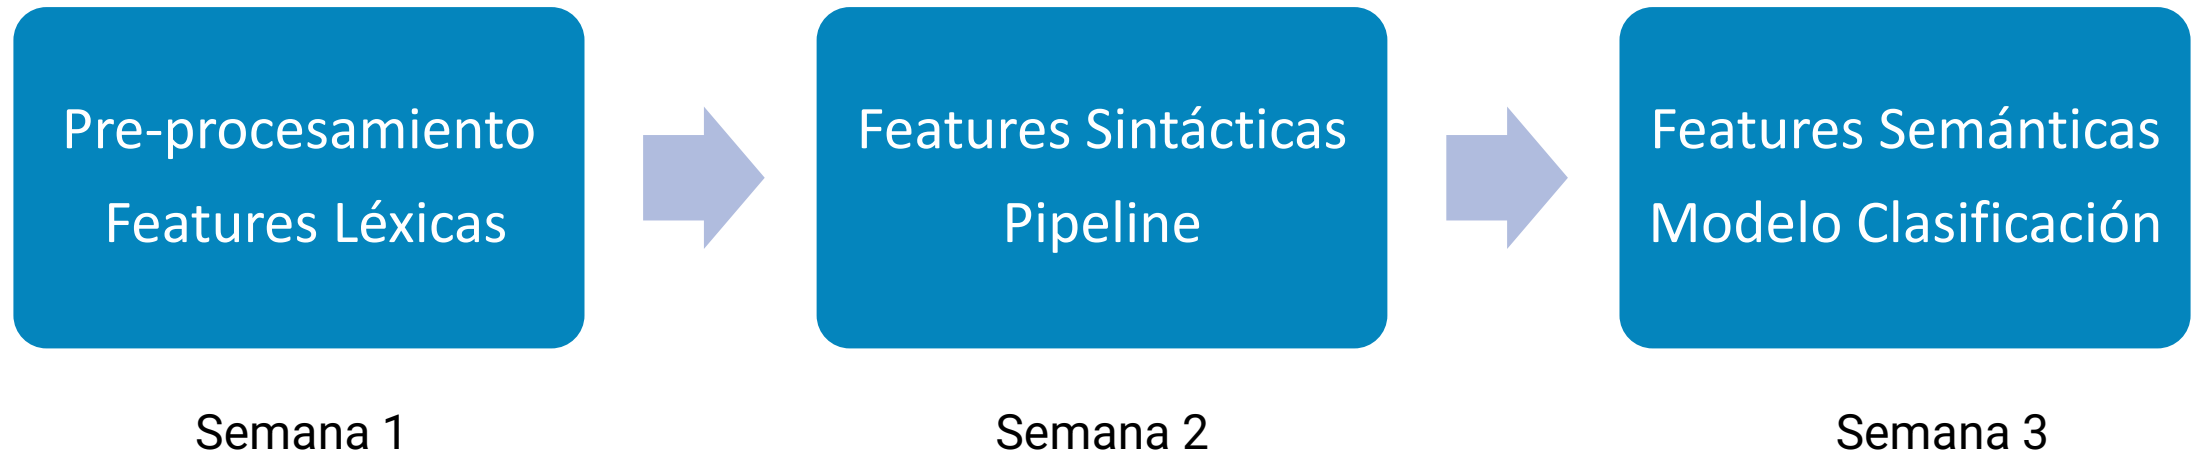 Pre-procesamiento
Features Léxicas
Features Sintácticas
Pipeline
Features Semánticas
Modelo Clasificación
Semana 1
Semana 2
Semana 3